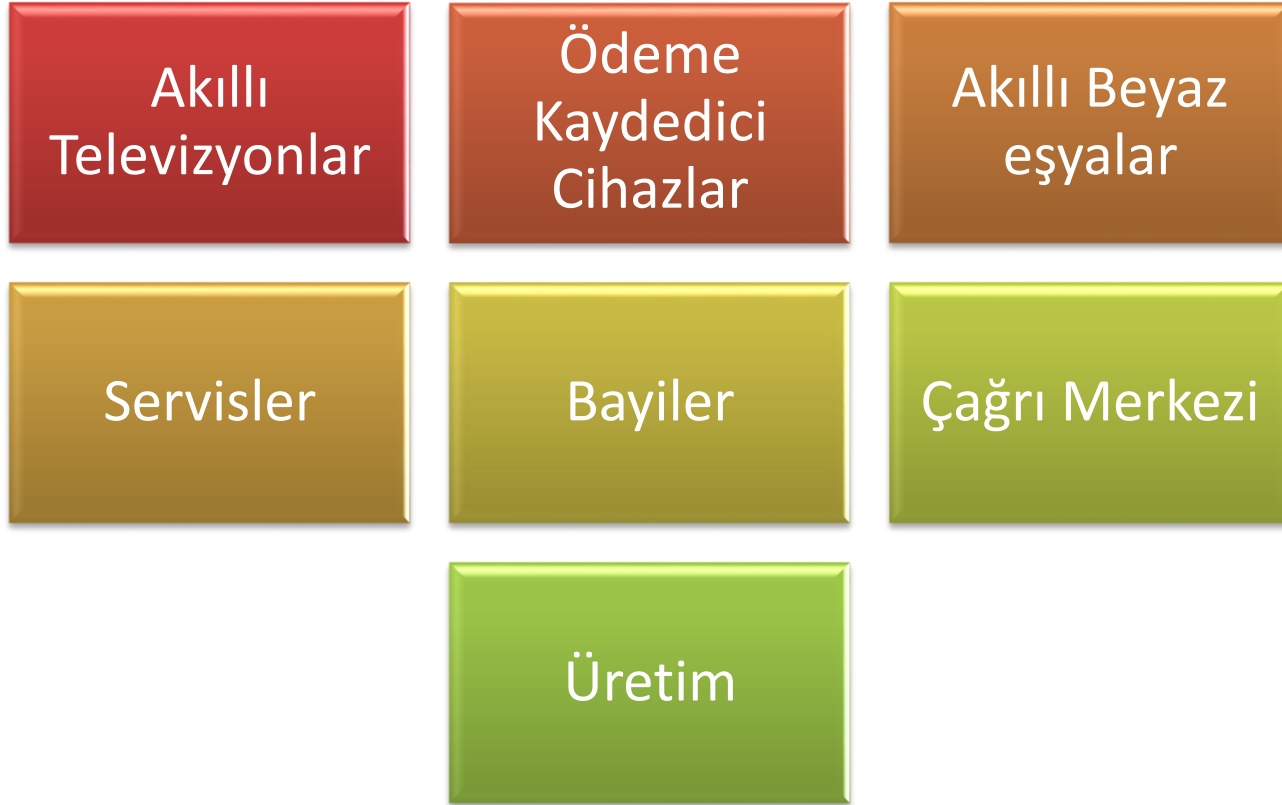 Akıllı
Televizyonlar
Ödeme
Kaydedici
Cihazlar
Akıllı Beyaz
eşyalar
Servisler
Bayiler
Çağrı Merkezi
Üretim